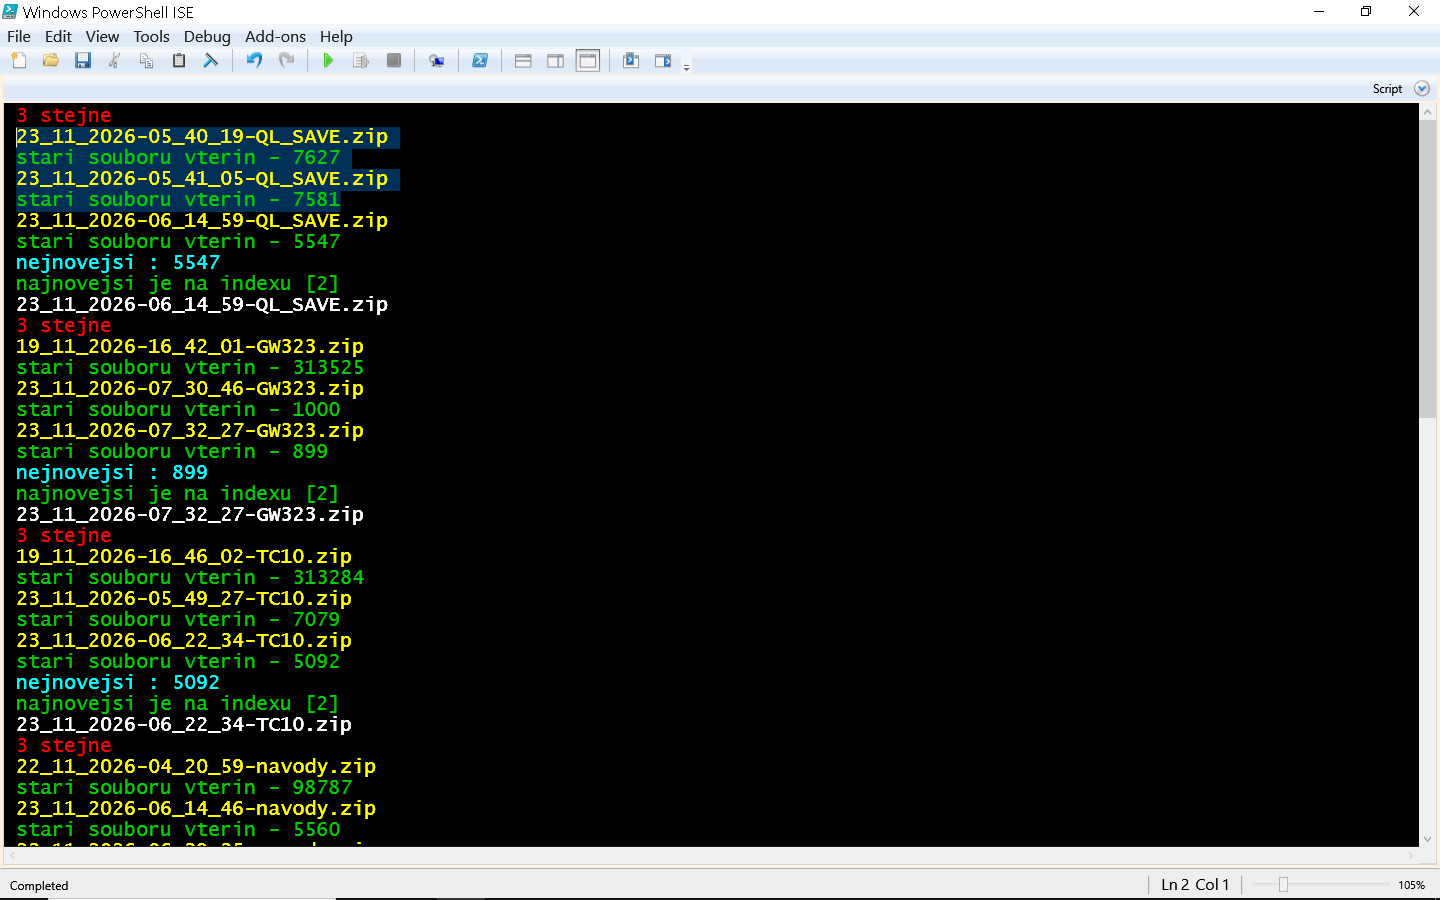 Windows PowerShell ISE
File Edit View Tools Debug Add-ons Help
Script
3 stejne
23_11_2026-05_40_19-QL_SAVE.zip
stari souboru vterin - 7627
23_11_2026-05_41_05-QL_SAVE.zip
stari souboru vterin - 7581
23_11_2026-06_14_59-QL_SAVE.zip
stari souboru vterin - 5547
nejnovejsi : 5547
najnovejsi je na indexu [2]
23_11_2026-06_14_59-QL_SAVE.zip
3 stejne
19_11_2026-16_42_01-GW323.zip
stari souboru vterin - 313525
23_11_2026-07_30_46-GW323.zip
stari souboru vterin - 1000
23_11_2026-07_32_27-GW323.zip
stari souboru vterin - 899
nejnovejsi : 899
najnovejsi je na indexu [2]
23_11_2026-07_32_27-GW323.zip
3 stejne
19_11_2026-16_46_02-TC10.zip
stari souboru vterin - 313284
23_11_2026-05_49_27-TC10.zip
stari souboru vterin - 7079
23_11_2026-06_22_34-TC10.zip
stari souboru vterin - 5092
nejnovejsi : 5092
najnovejsi je na indexu [2]
23_11_2026-06_22_34-TC10.zip
3 stejne
22_11_2026-04_20_59-navody.zip
stari souboru vterin - 98787
23_11_2026-06_14_46-navody.zip
stari souboru vterin - 5560
Completed
Ln 2 Col 1
105%